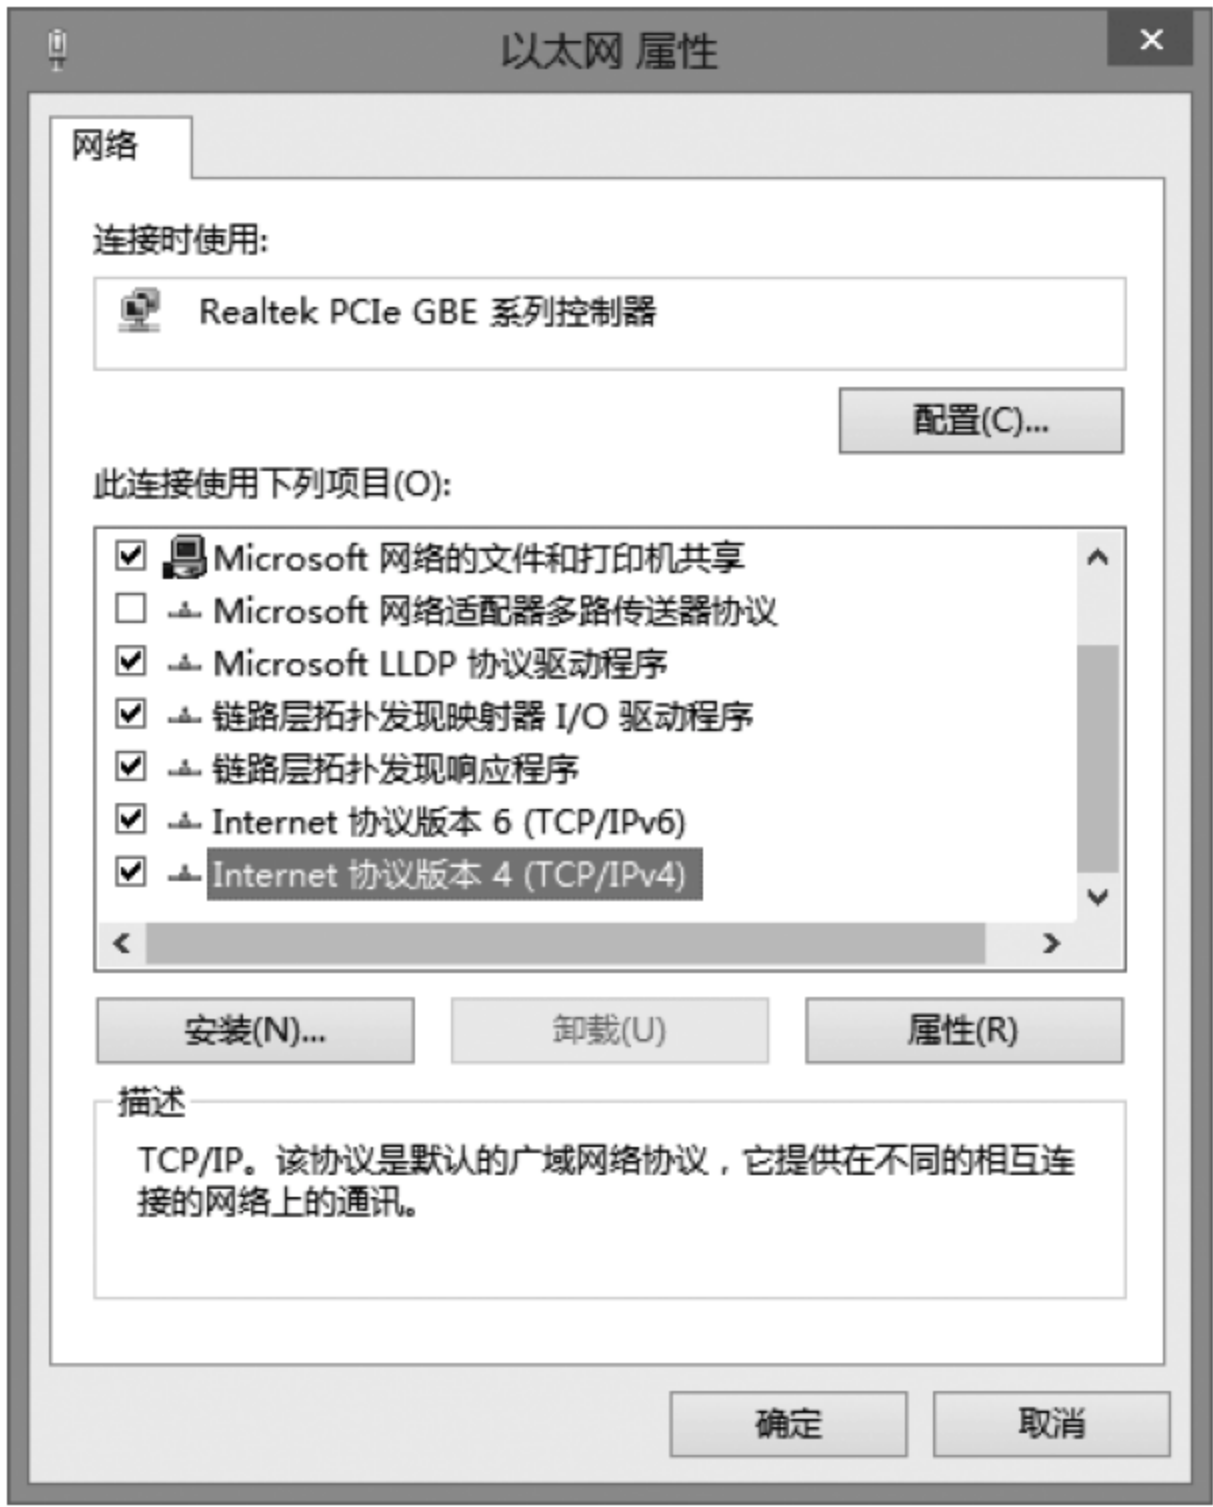 以太网 属性
网络
连接时使用:
Realtek PCIe GBE 系列控制器
配置(C)...
此连接使用下列项目(O):
Microsoft 网络的文件和打印机共享
Microsoft 网络适配器多路传送器协议
Microsoft LLDP 协议驱动程序
链路层拓扑发现映射器 I/O 驱动程序
链路层拓扑发现响应程序
Internet 协议版本 6 (TCP/IPv6)
Internet 协议版本 4 (TCP/IPv4)
安装(N)... 卸载(U) 属性(R)
描述
TCP/IP。该协议是默认的广域网络协议，它提供在不同的相互连
接的网络上的通讯。
确定 取消